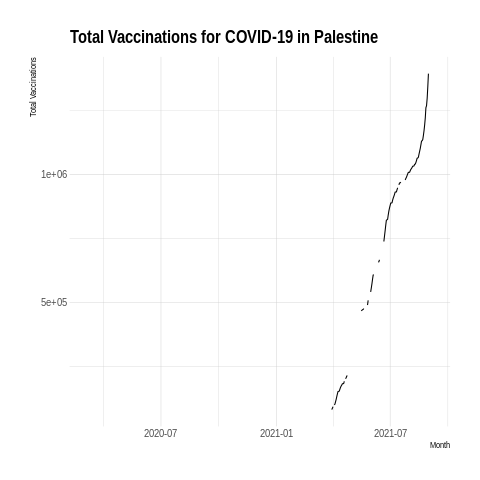 Total Vaccinations for COVID-19 in Palestine
Total Vaccinations
1e+06
5e+05
2020-07
2021-01
2021-07
Month